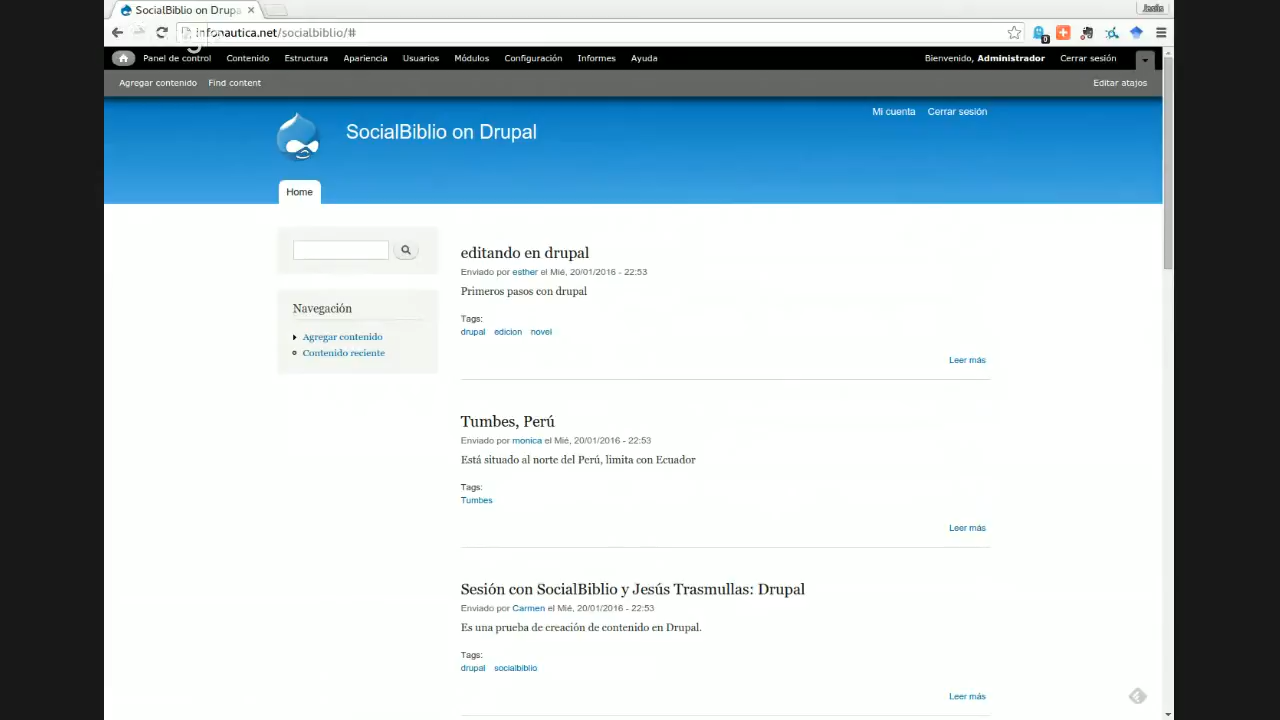 SocialBiblio on Drupa
infonautica.net/socialbiblio/#
Panel de control Contenido Estructura Apariencia Usuarios Módulos Configuración Informes Ayuda Bienvenido, Administrador Cerrar sesión
Agregar contenido Find content Editar atajos
Mi cuenta Cerrar sesión
SocialBiblio on Drupal
Home
editando en drupal
Enviado por esther el Mié, 20/01/2016 - 22:53
Primeros pasos con drupal
Tags:
drupal edicion novel
Leer más
Navegación
Agregar contenido
Contenido reciente
Tumbes, Perú
Enviado por monica el Mié, 20/01/2016 - 22:53
Está situado al norte del Perú, limita con Ecuador
Tags:
Tumbes
Leer más
Sesión con SocialBiblio y Jesús Trasmullas: Drupal
Enviado por Carmen el Mié, 20/01/2016 - 22:53
Es una prueba de creación de contenido en Drupal.
Tags:
drupal socialbiblio
Leer más